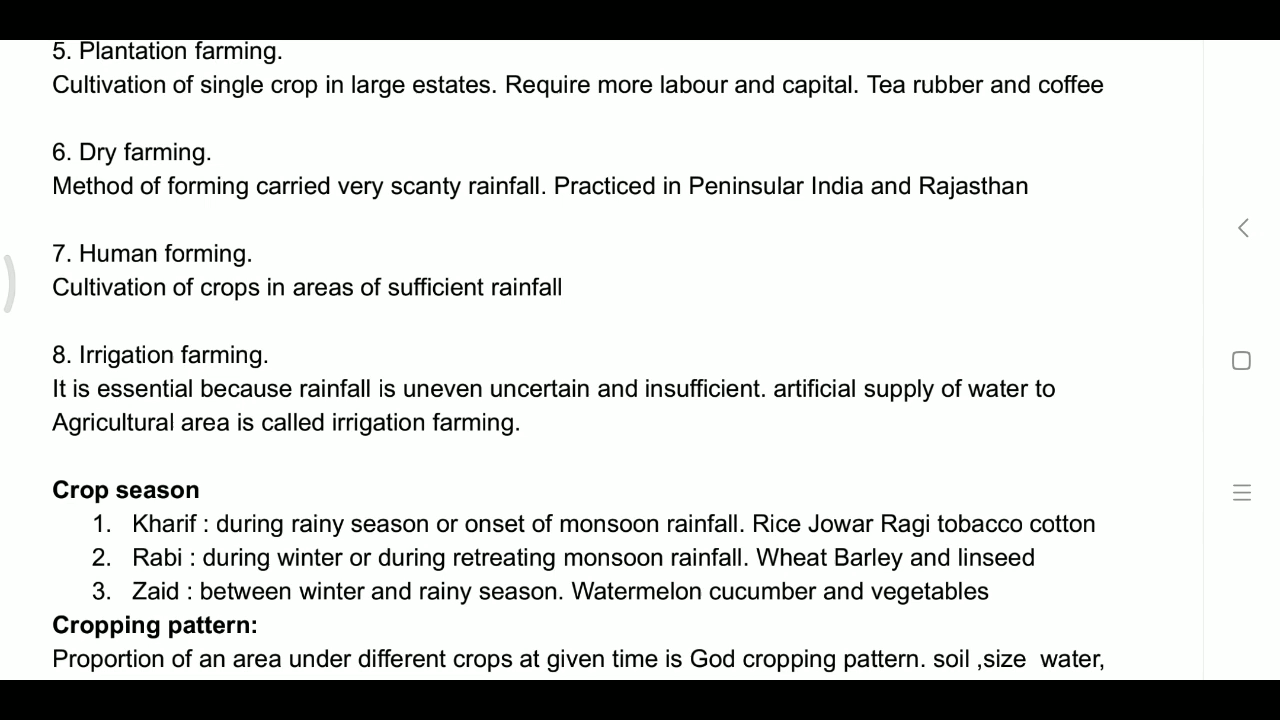 5. Plantation farming.
Cultivation of single crop in large estates. Require more labour and capital. Tea rubber and coffee
6. Dry farming.
Method of forming carried very scanty rainfall. Practiced in Peninsular India and Rajasthan
7. Human forming.
Cultivation of crops in areas of sufficient rainfall
8. Irrigation farming.
It is essential because rainfall is uneven uncertain and insufficient. artificial supply of water to
Agricultural area is called irrigation farming.
Crop season
1. Kharif : during rainy season or onset of monsoon rainfall. Rice Jowar Ragi tobacco cotton
2. Rabi : during winter or during retreating monsoon rainfall. Wheat Barley and linseed
3. Zaid : between winter and rainy season. Watermelon cucumber and vegetables
Cropping pattern:
Proportion of an area under different crops at given time is God cropping pattern. soil ,size  water,